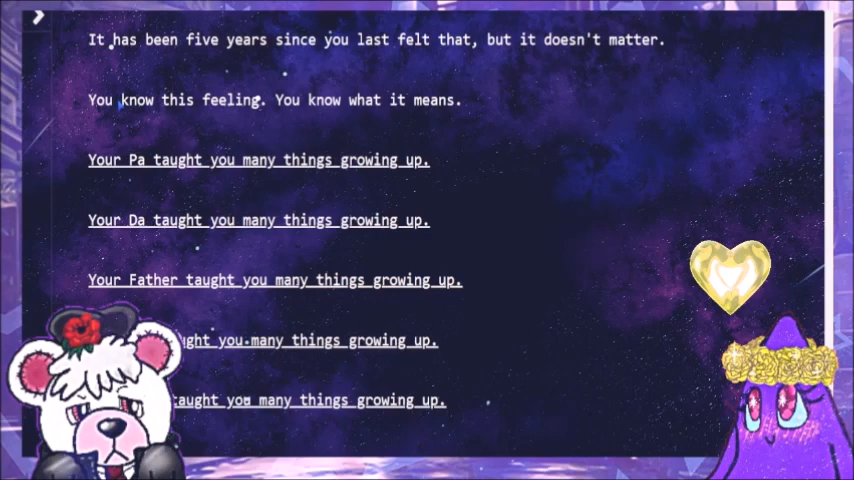 It has been five years since you last felt that, but it doesn't matter.
You know this feeling. You know what it means.
Your Pa taught you many things growing up.
Your Da taught you many things growing up.
Your Father taught you many things growing up.
you many things growing up.
taught you many things growing up.